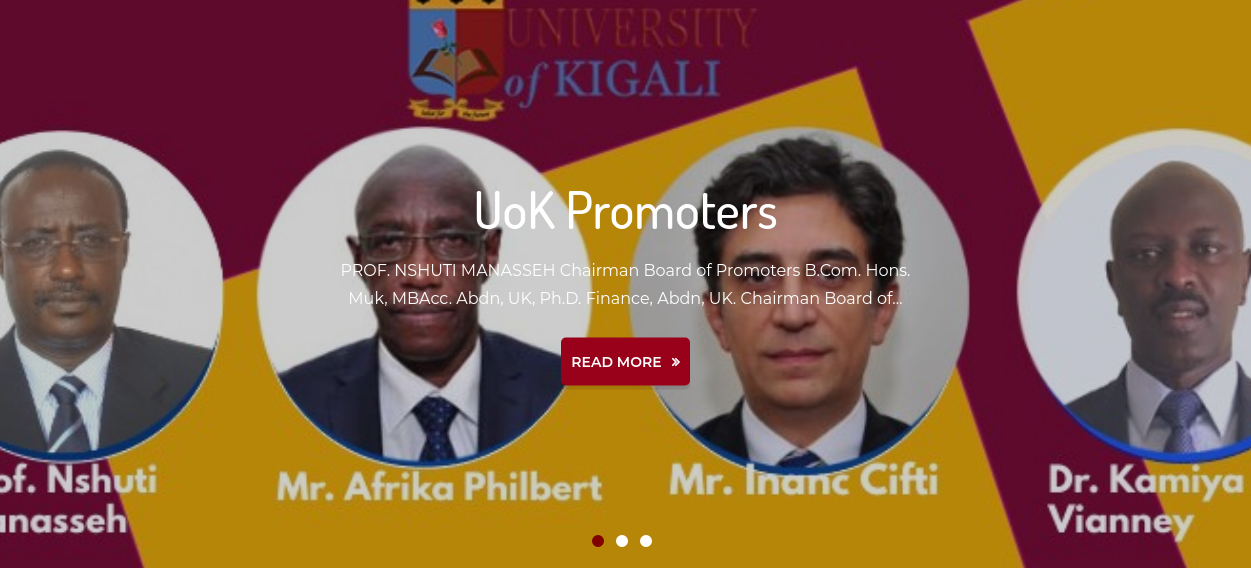 UNIVERSITY
of KIGALI
UoK Promoters
PROF. NSHUTI MANASSEH Chairman Board of Promoters B.Com. Hons.
Muk, MBAcc. Abdn, UK, Ph.D. Finance, Abdn, UK. Chairman Board of...
READ MORE »
of. Nshuti
anasseh
Mr. Afrika Philbert
Mr. Inanc Cifti
Dr. Kamiya
Vianney